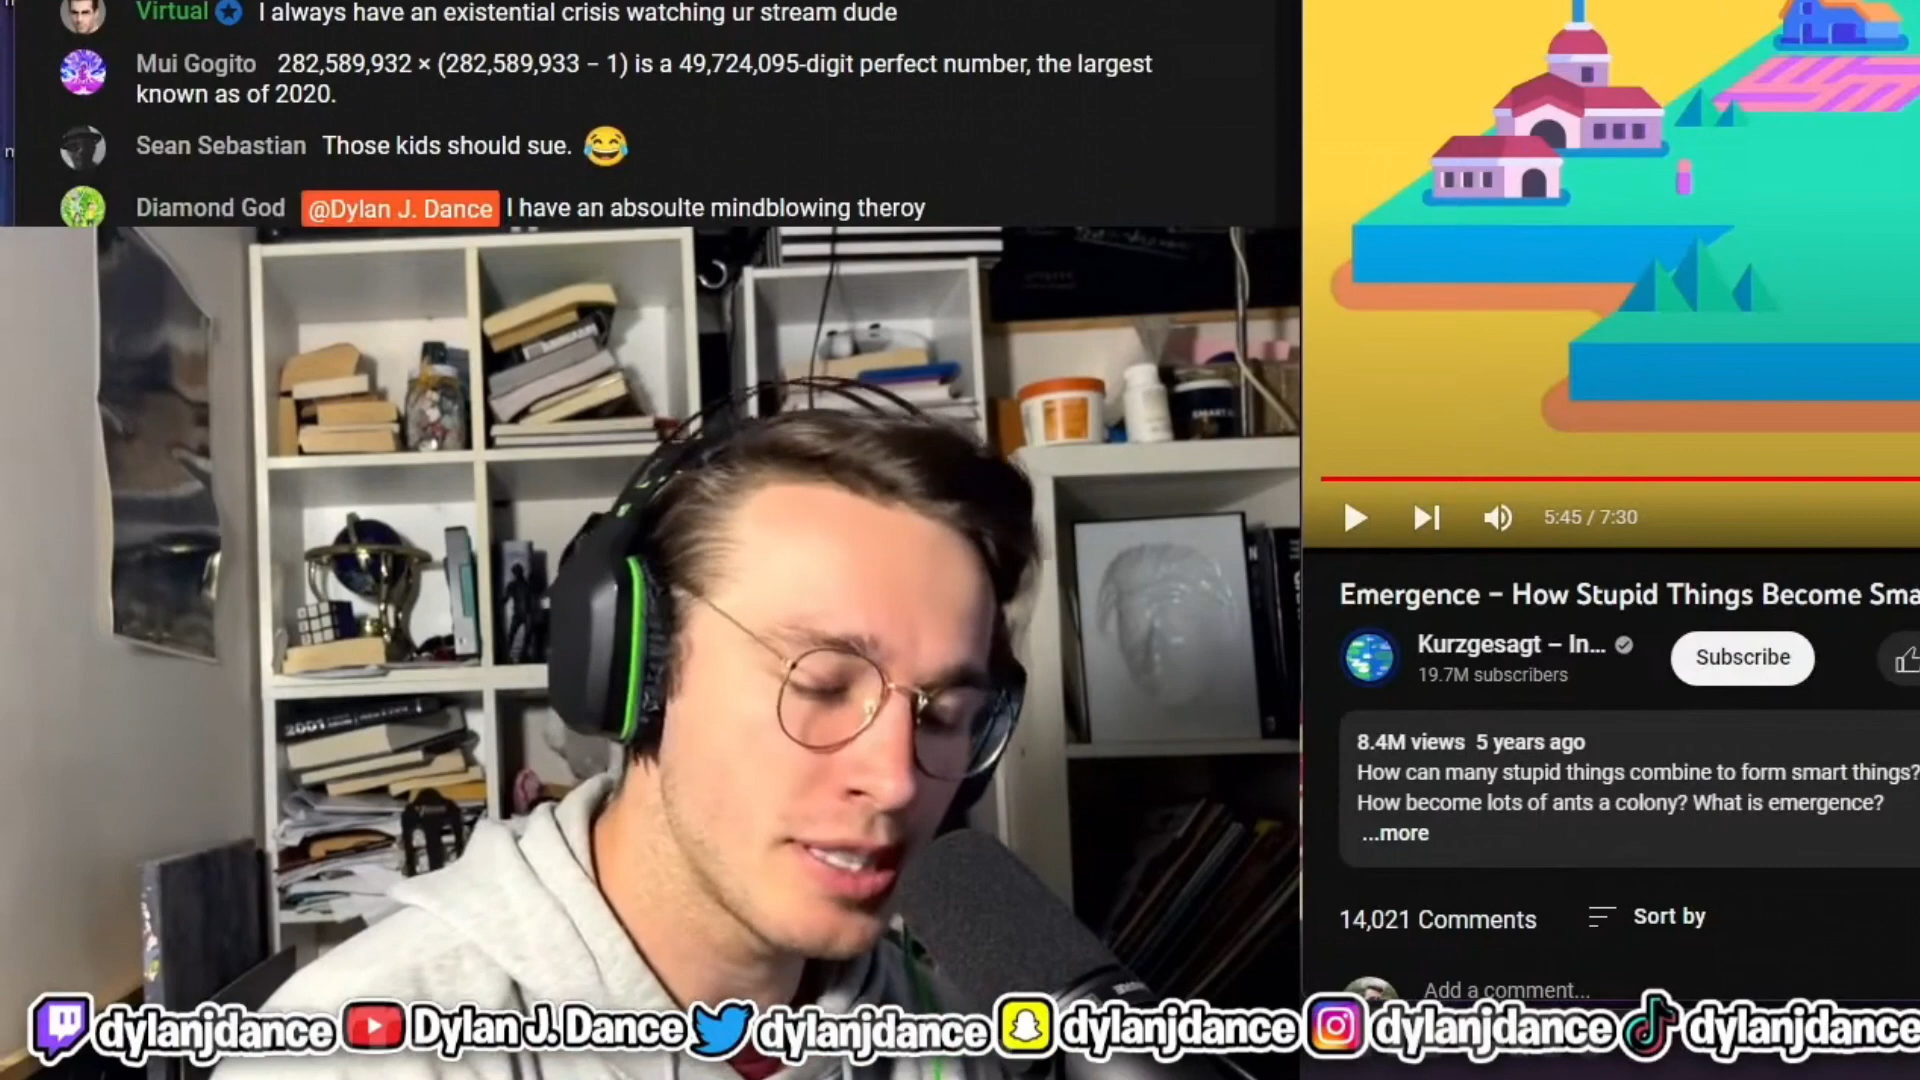 Virtual I always have an existential crisis watching ur stream dude
Mui Gogito 282,589,932 × (282,589,933 − 1) is a 49,724,095-digit perfect number, the largest
known as of 2020.
Sean Sebastian Those kids should sue. 😂
Diamond God @Dylan J. Dance I have an absoulte mindblowing theroy
5:45 / 7:30
Emergence – How Stupid Things Become Sma
Kurzgesagt – In...
19.7M subscribers
Subscribe
8.4M views 5 years ago
How can many stupid things combine to form smart things?
How become lots of ants a colony? What is emergence?
...more
14,021 Comments
Sort by
Add a comment...
2001
SMART
dylanjdance Dylan J. Dance dylanjdance dylanjdance dylanjdance dylanjdance